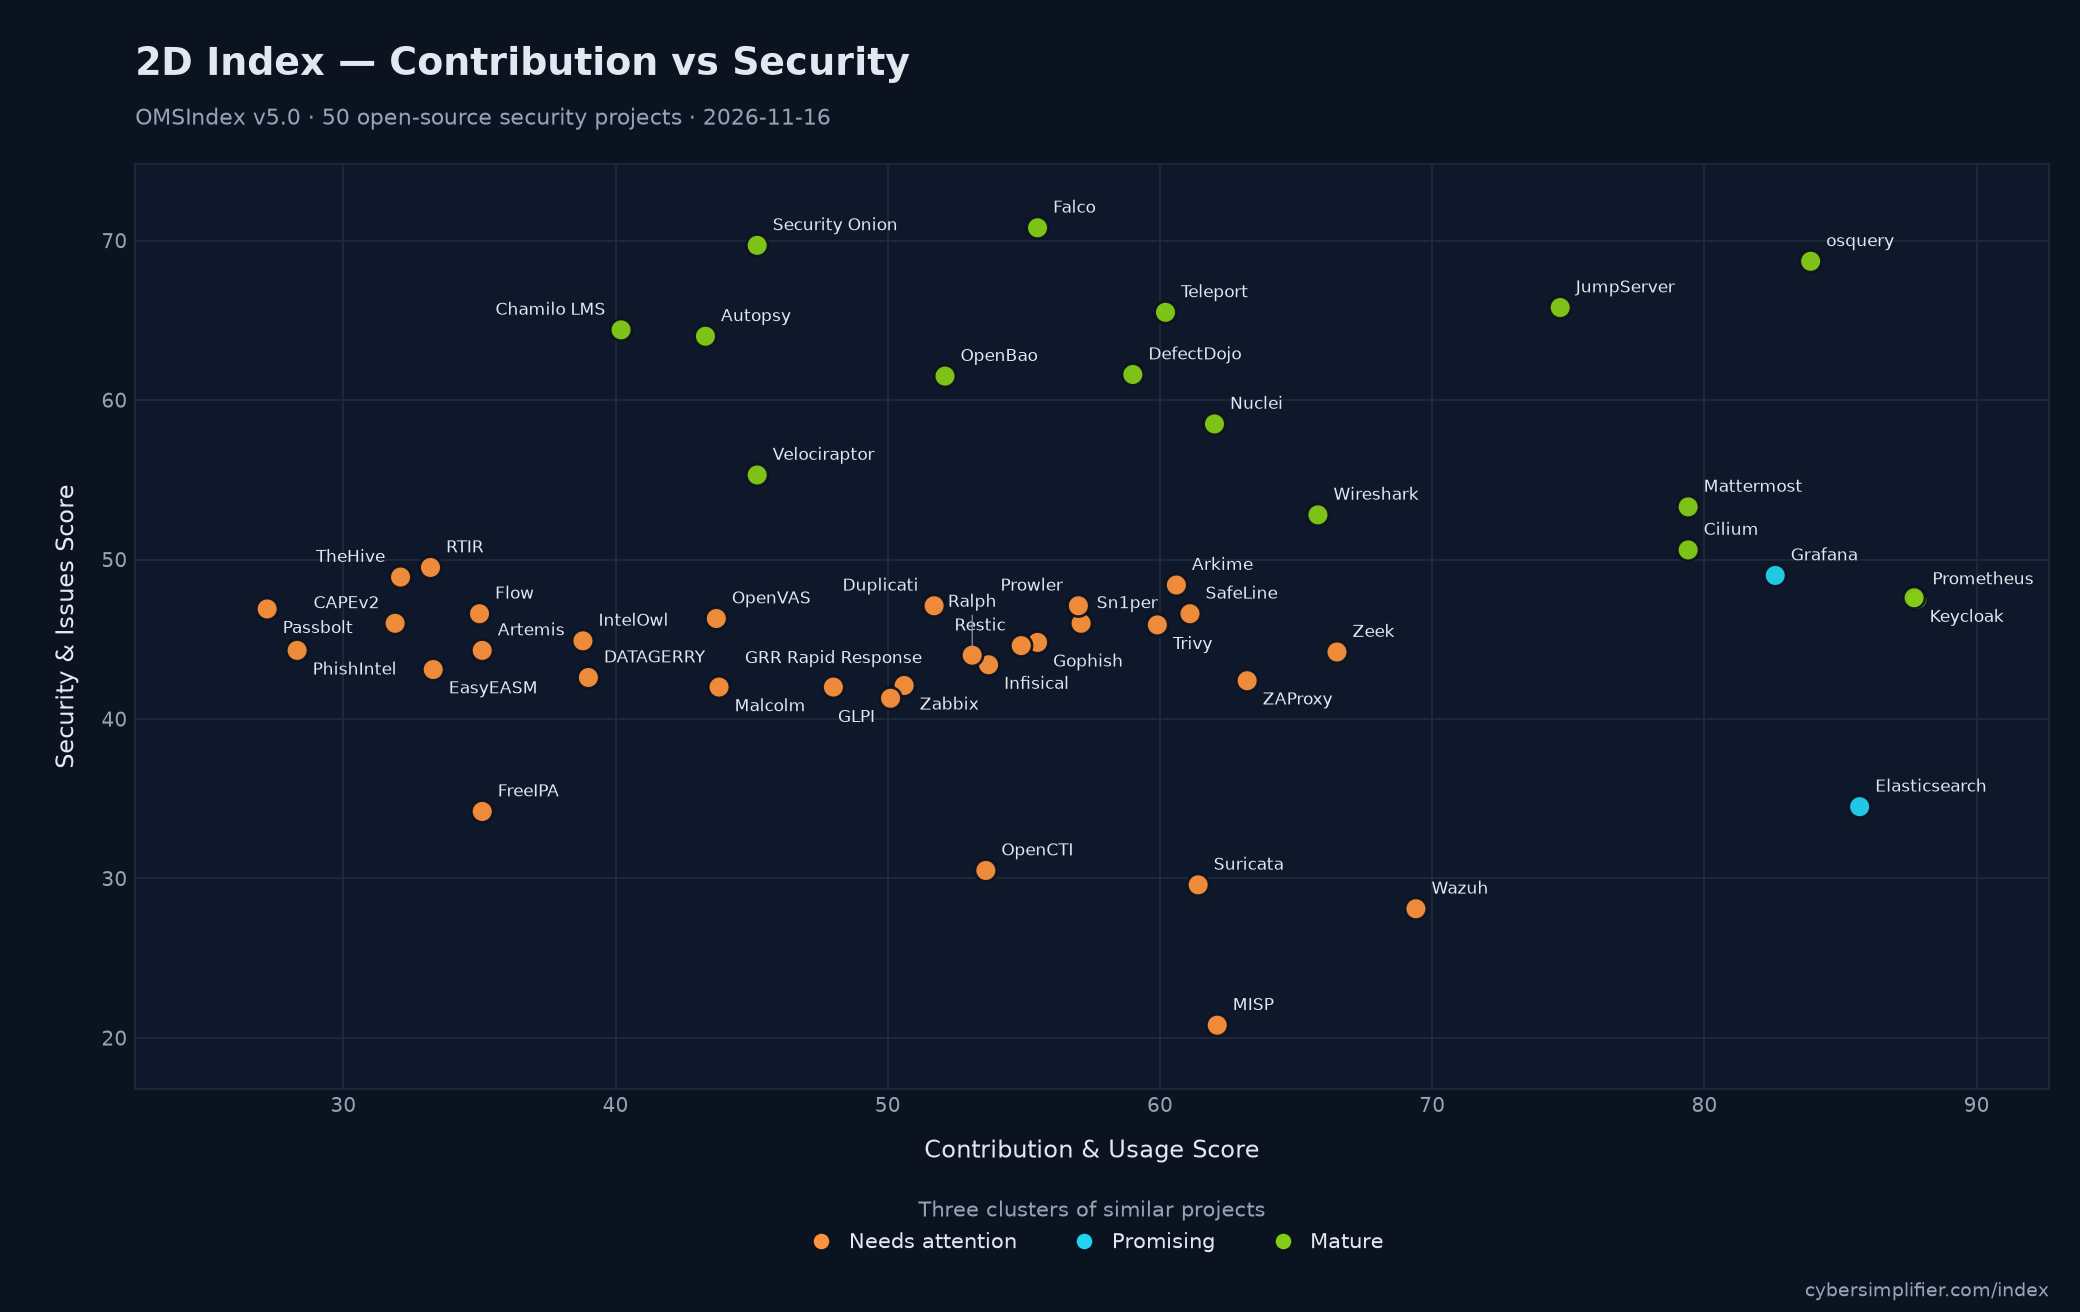 2D Index — Contribution vs Security
OMSIndex v5.0 · 50 open-source security projects · 2026-11-16
Security & Issues Score
70
60
50
40
30
20
Falco
Security Onion
osquery
JumpServer
Teleport
Chamilo LMS
Autopsy
OpenBao
DefectDojo
Nuclei
Velociraptor
Mattermost
Wireshark
Cilium
Grafana
RTIR
TheHive
Arkime
Prometheus
Duplicati
Prowler
Flow
SafeLine
OpenVAS
Ralph
CAPEv2
Sn1per
Keycloak
IntelOwl
Restic
Passbolt
Artemis
Zeek
Trivy
DATAGERRY
GRR Rapid Response
Gophish
PhishIntel
EasyEASM
Infisical
ZAProxy
Malcolm
Zabbix
GLPI
FreeIPA
Elasticsearch
OpenCTI
Suricata
Wazuh
MISP
30
40
50
60
70
80
90
Contribution & Usage Score
Three clusters of similar projects
Needs attention
Promising
Mature
cybersimplifier.com/index